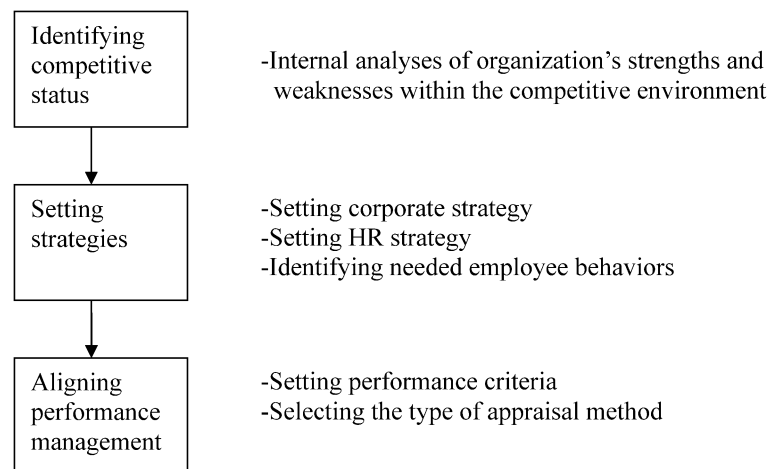 Identifying
competitive
status
-Internal analyses of organization’s strengths and
weaknesses within the competitive environment
Setting
strategies
-Setting corporate strategy
-Setting HR strategy
-Identifying needed employee behaviors
Aligning
performance
management
-Setting performance criteria
-Selecting the type of appraisal method